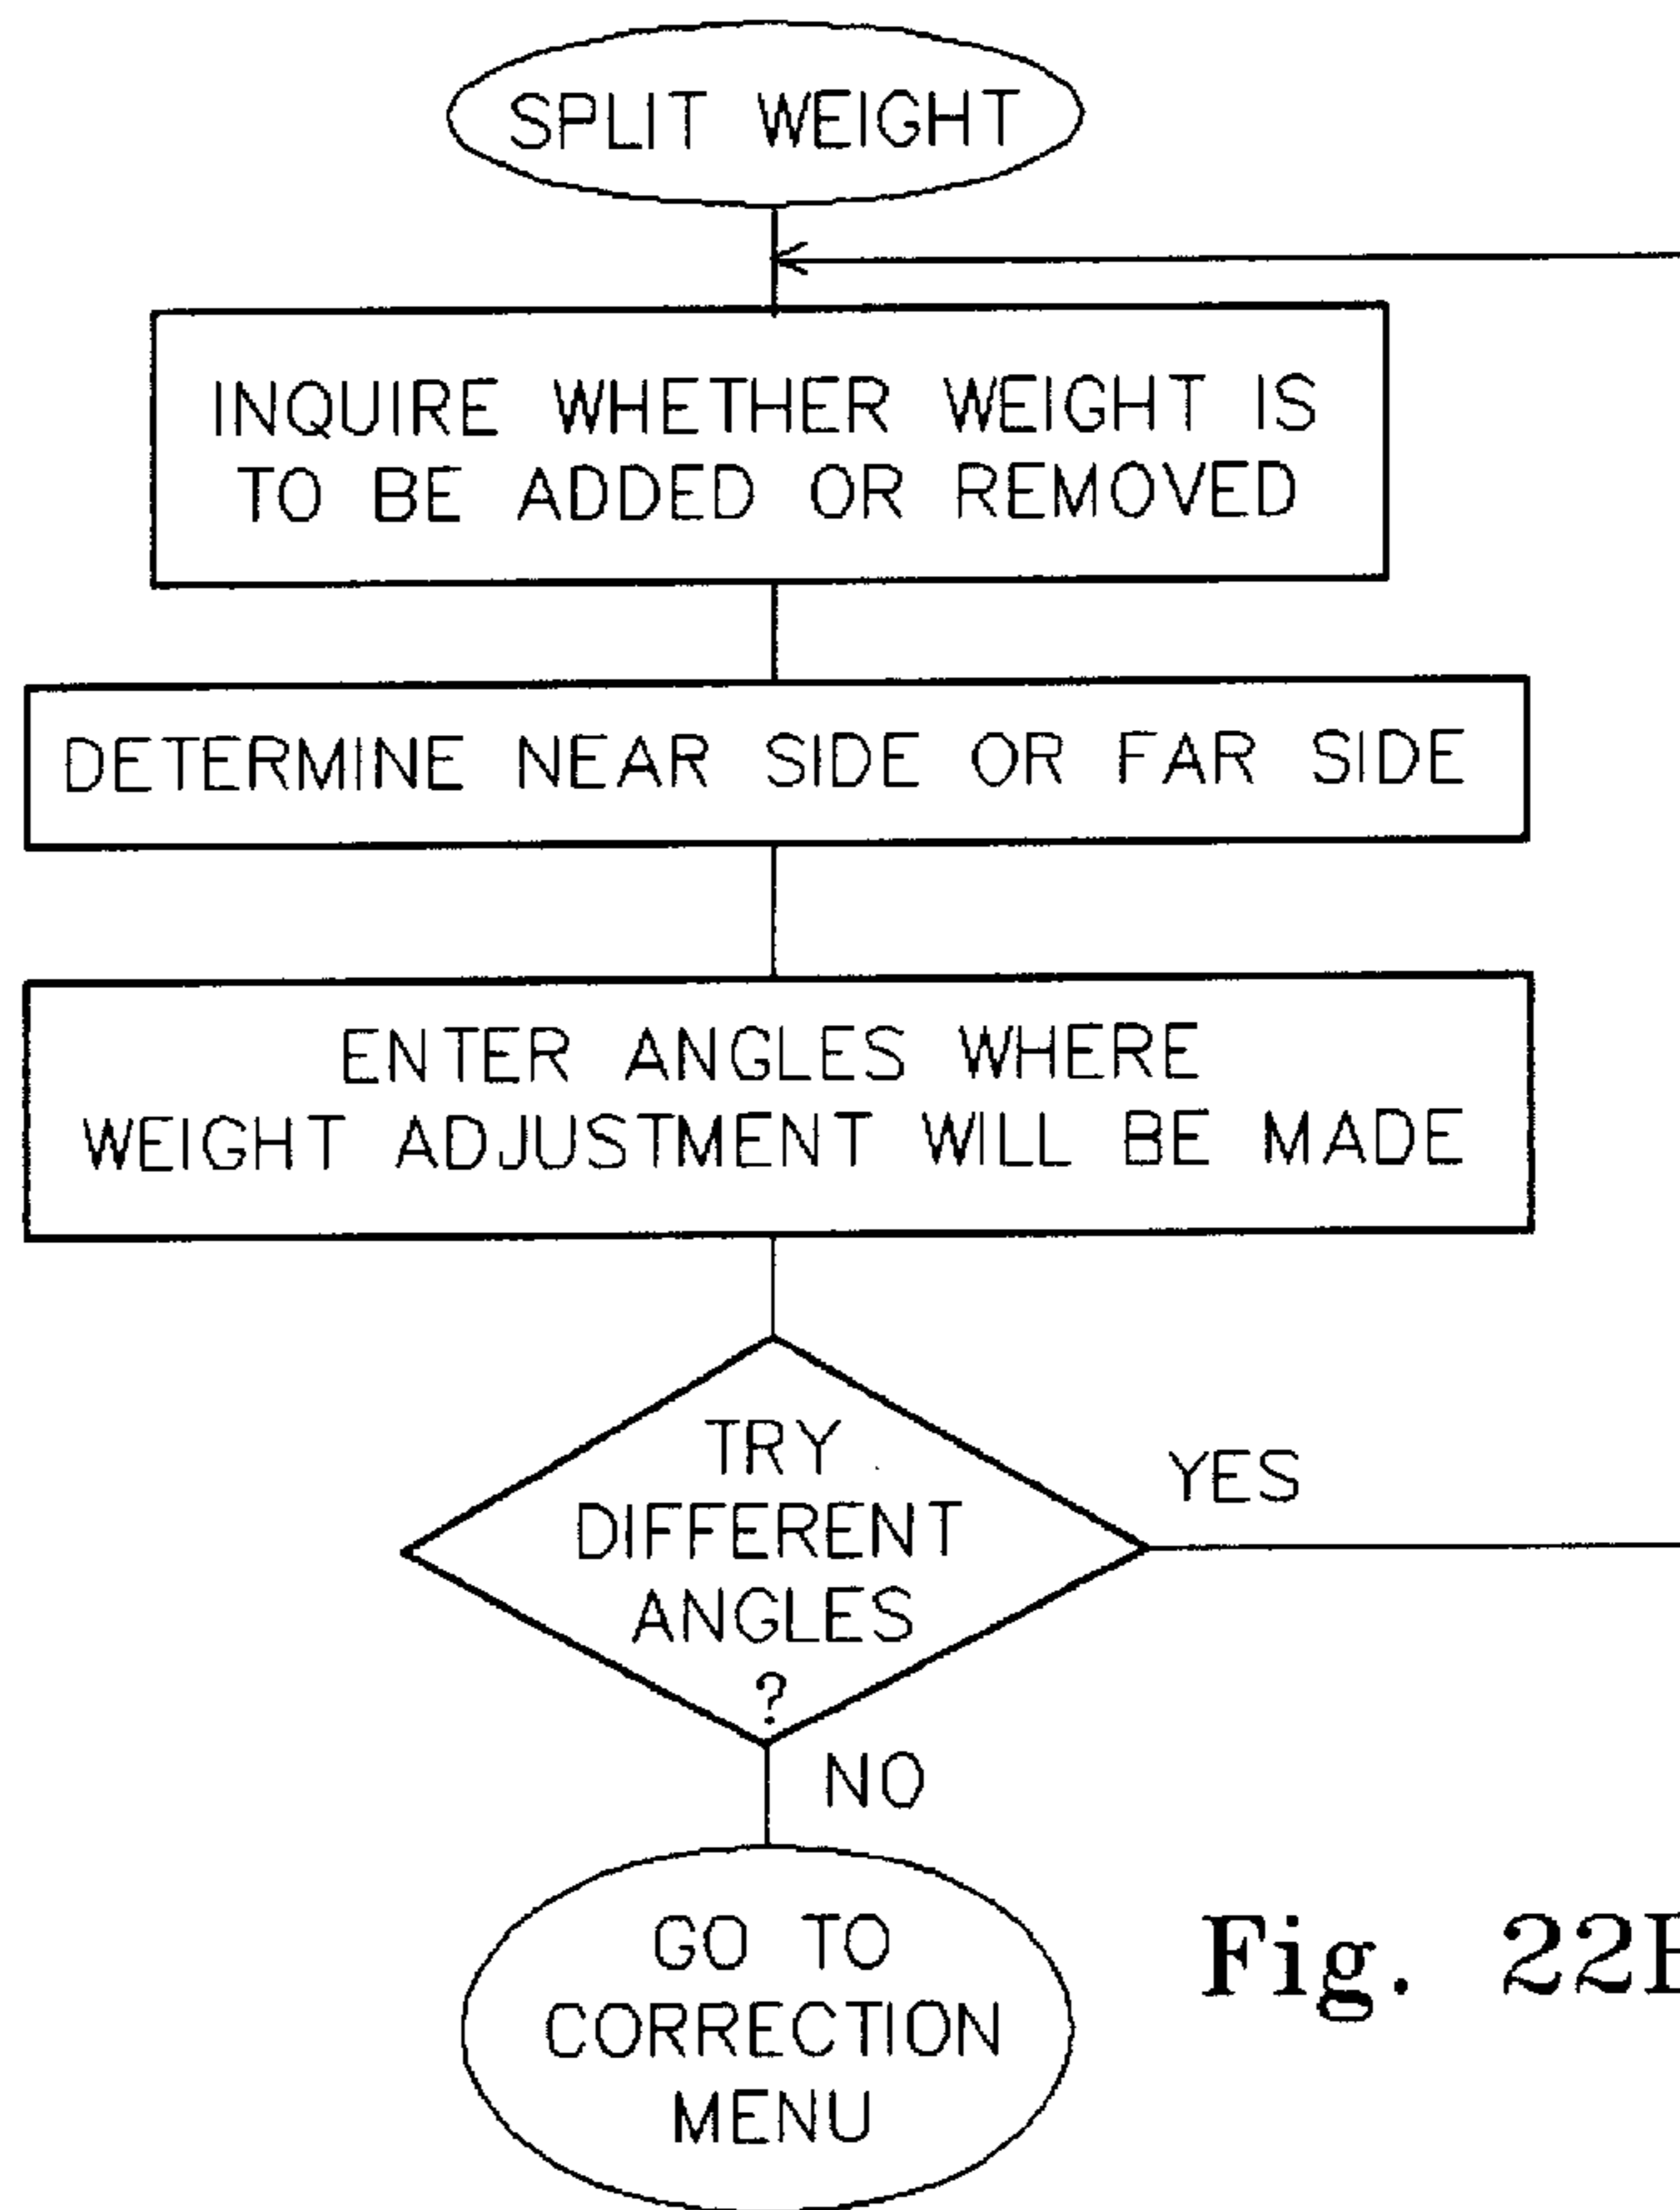 SPLIT WEIGHT
INQUIRE WHETHER WEIGHT IS
TO BE ADDED OR REMOVED
DETERMINE NEAR SIDE OR FAR SIDE
ENTER ANGLES WHERE
WEIGHT ADJUSTMENT WILL BE MADE
TRY
DIFFERENT
ANGLES
?
YES
NO
GO TO
CORRECTION
MENU
Fig.